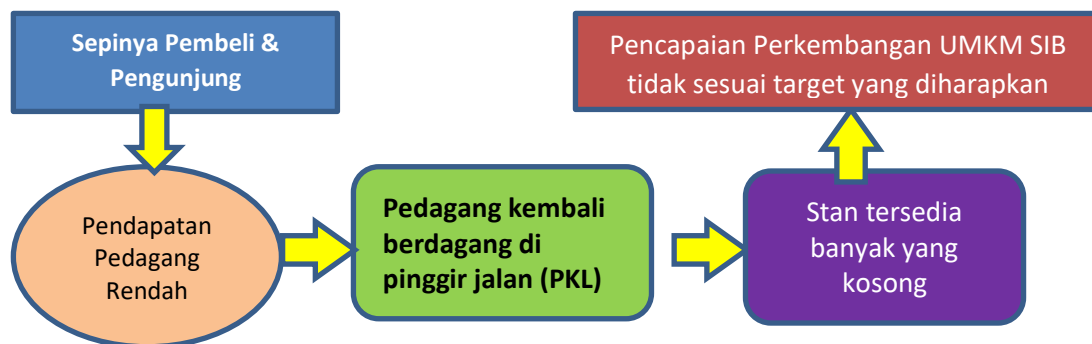 Sepinya Pembeli &
Pengunjung
Pendapatan
Pedagang
Rendah
Pedagang kembali
berdagang di
pinggir jalan (PKL)
Stan tersedia
banyak yang
kosong
Pencapaian Perkembangan UMKM SIB
tidak sesuai target yang diharapkan